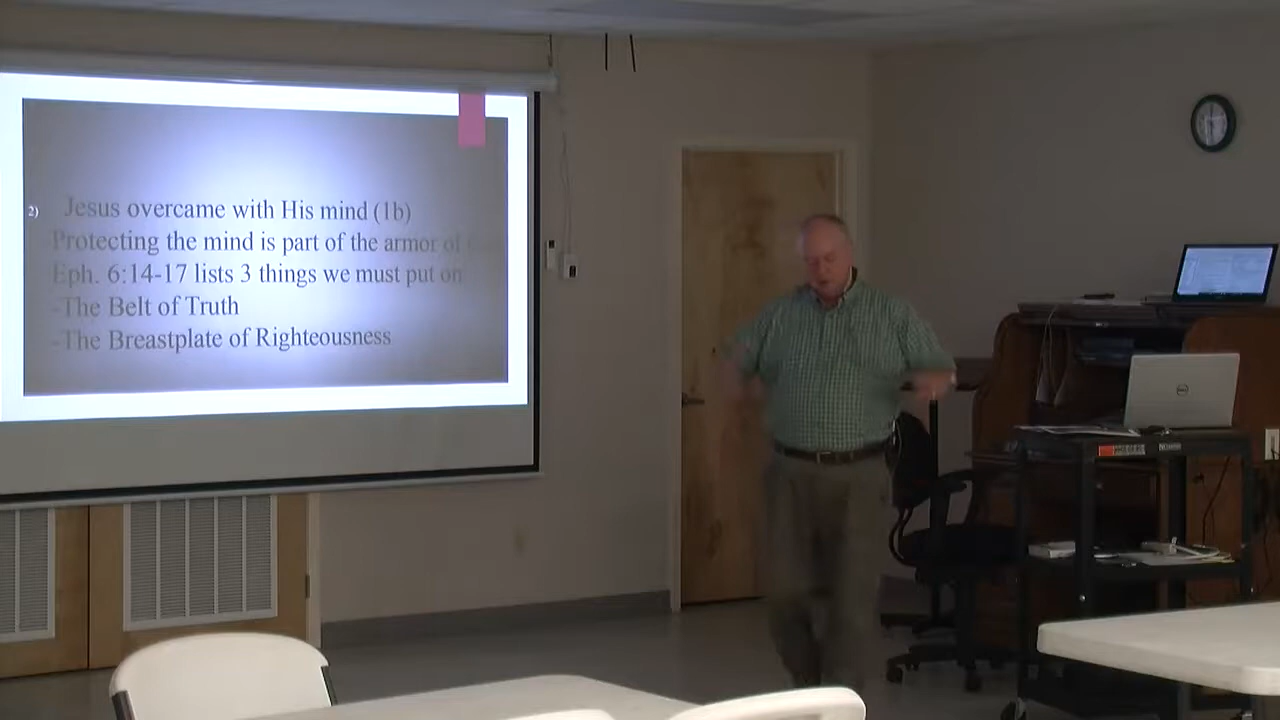 2) Jesus overcame with His mind (1b)
Protecting the mind is part of the armor of
Eph. 6:14-17 lists 3 things we must put on
-The Belt of Truth
-The Breastplate of Righteousness
DELL